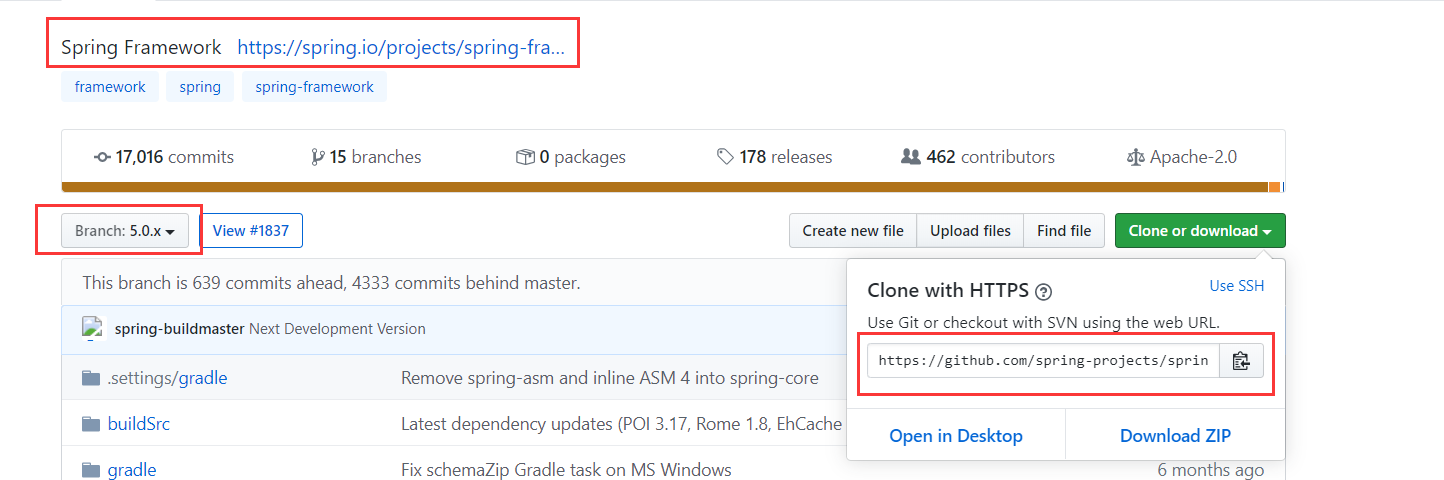 Spring Framework https://spring.io/projects/spring-fra...
framework spring spring-framework
17,016 commits 15 branches 0 packages 178 releases 462 contributors Apache-2.0
Branch: 5.0.x View #1837 Create new file Upload files Find file Clone or download
This branch is 639 commits ahead, 4333 commits behind master.
Clone with HTTPS ? Use SSH
Use Git or checkout with SVN using the web URL.
spring-buildmaster Next Development Version
https://github.com/spring-projects/sprin
.settings/gradle Remove spring-asm and inline ASM 4 into spring-core
buildSrc Latest dependency updates (POI 3.17, Rome 1.8, EhCache
Open in Desktop Download ZIP
gradle Fix schemaZip Gradle task on MS Windows 6 months ago